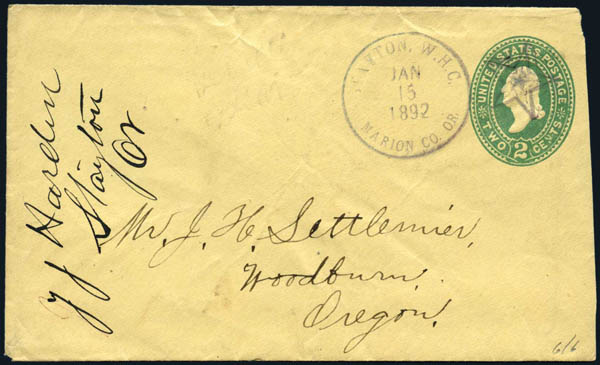 STAYTON, W.H.C.
JAN
15
1892
MARION CO. OR.
UNITED STATES POSTAGE
TWO 2 CENTS
Harden
Stayton
Or
Mr. J. H. Settlemier,
Woodburn.
Oregon.
6/6